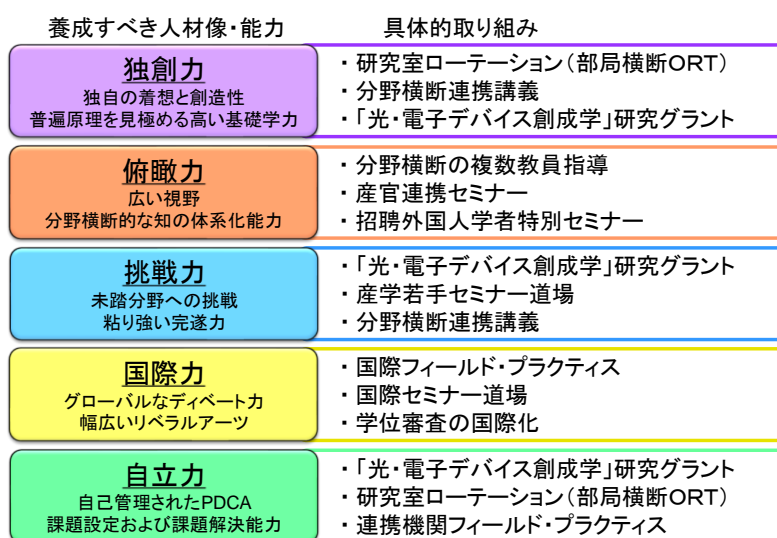 養成すべき人材像・能力
具体的取り組み
独創力
独自の着想と創造性
普遍原理を見極める高い基礎学力
・研究室ローテーション（部局横断ORT）
・分野横断連携講義
・「光・電子デバイス創成学」研究グラント
俯瞰力
広い視野
分野横断的な知の体系化能力
・分野横断の複数教員指導
・産官連携セミナー
・招聘外国人学者特別セミナー
挑戦力
未踏分野への挑戦
粘り強い完遂力
・「光・電子デバイス創成学」研究グラント
・産学若手セミナー道場
・分野横断連携講義
国際力
グローバルなディベート力
幅広いリベラルアーツ
・国際フィールド・プラクティス
・国際セミナー道場
・学位審査の国際化
自立力
自己管理されたPDCA
課題設定および課題解決能力
・「光・電子デバイス創成学」研究グラント
・研究室ローテーション（部局横断ORT）
・連携機関フィールド・プラクティス